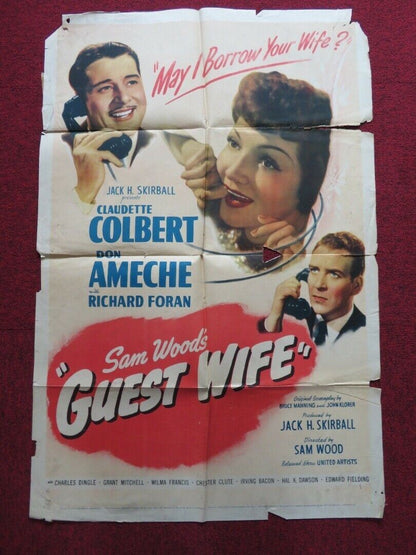 "May I Borrow Your Wife?"
JACK H. SKIRBALL
presents
CLAUDETTE
COLBERT
DON
AMECHE
with
RICHARD FORAN
Sam Wood's
"GUEST WIFE"
Original Screenplay by
BRUCE MANNING and JOHN KLORER
Produced by
JACK H. SKIRBALL
Directed by
SAM WOOD
Released thru UNITED ARTISTS
with CHARLES DINGLE · GRANT MITCHELL · WILMA FRANCIS · CHESTER CLUTE · IRVING BACON · HAL K. DAWSON · EDWARD FIELDING